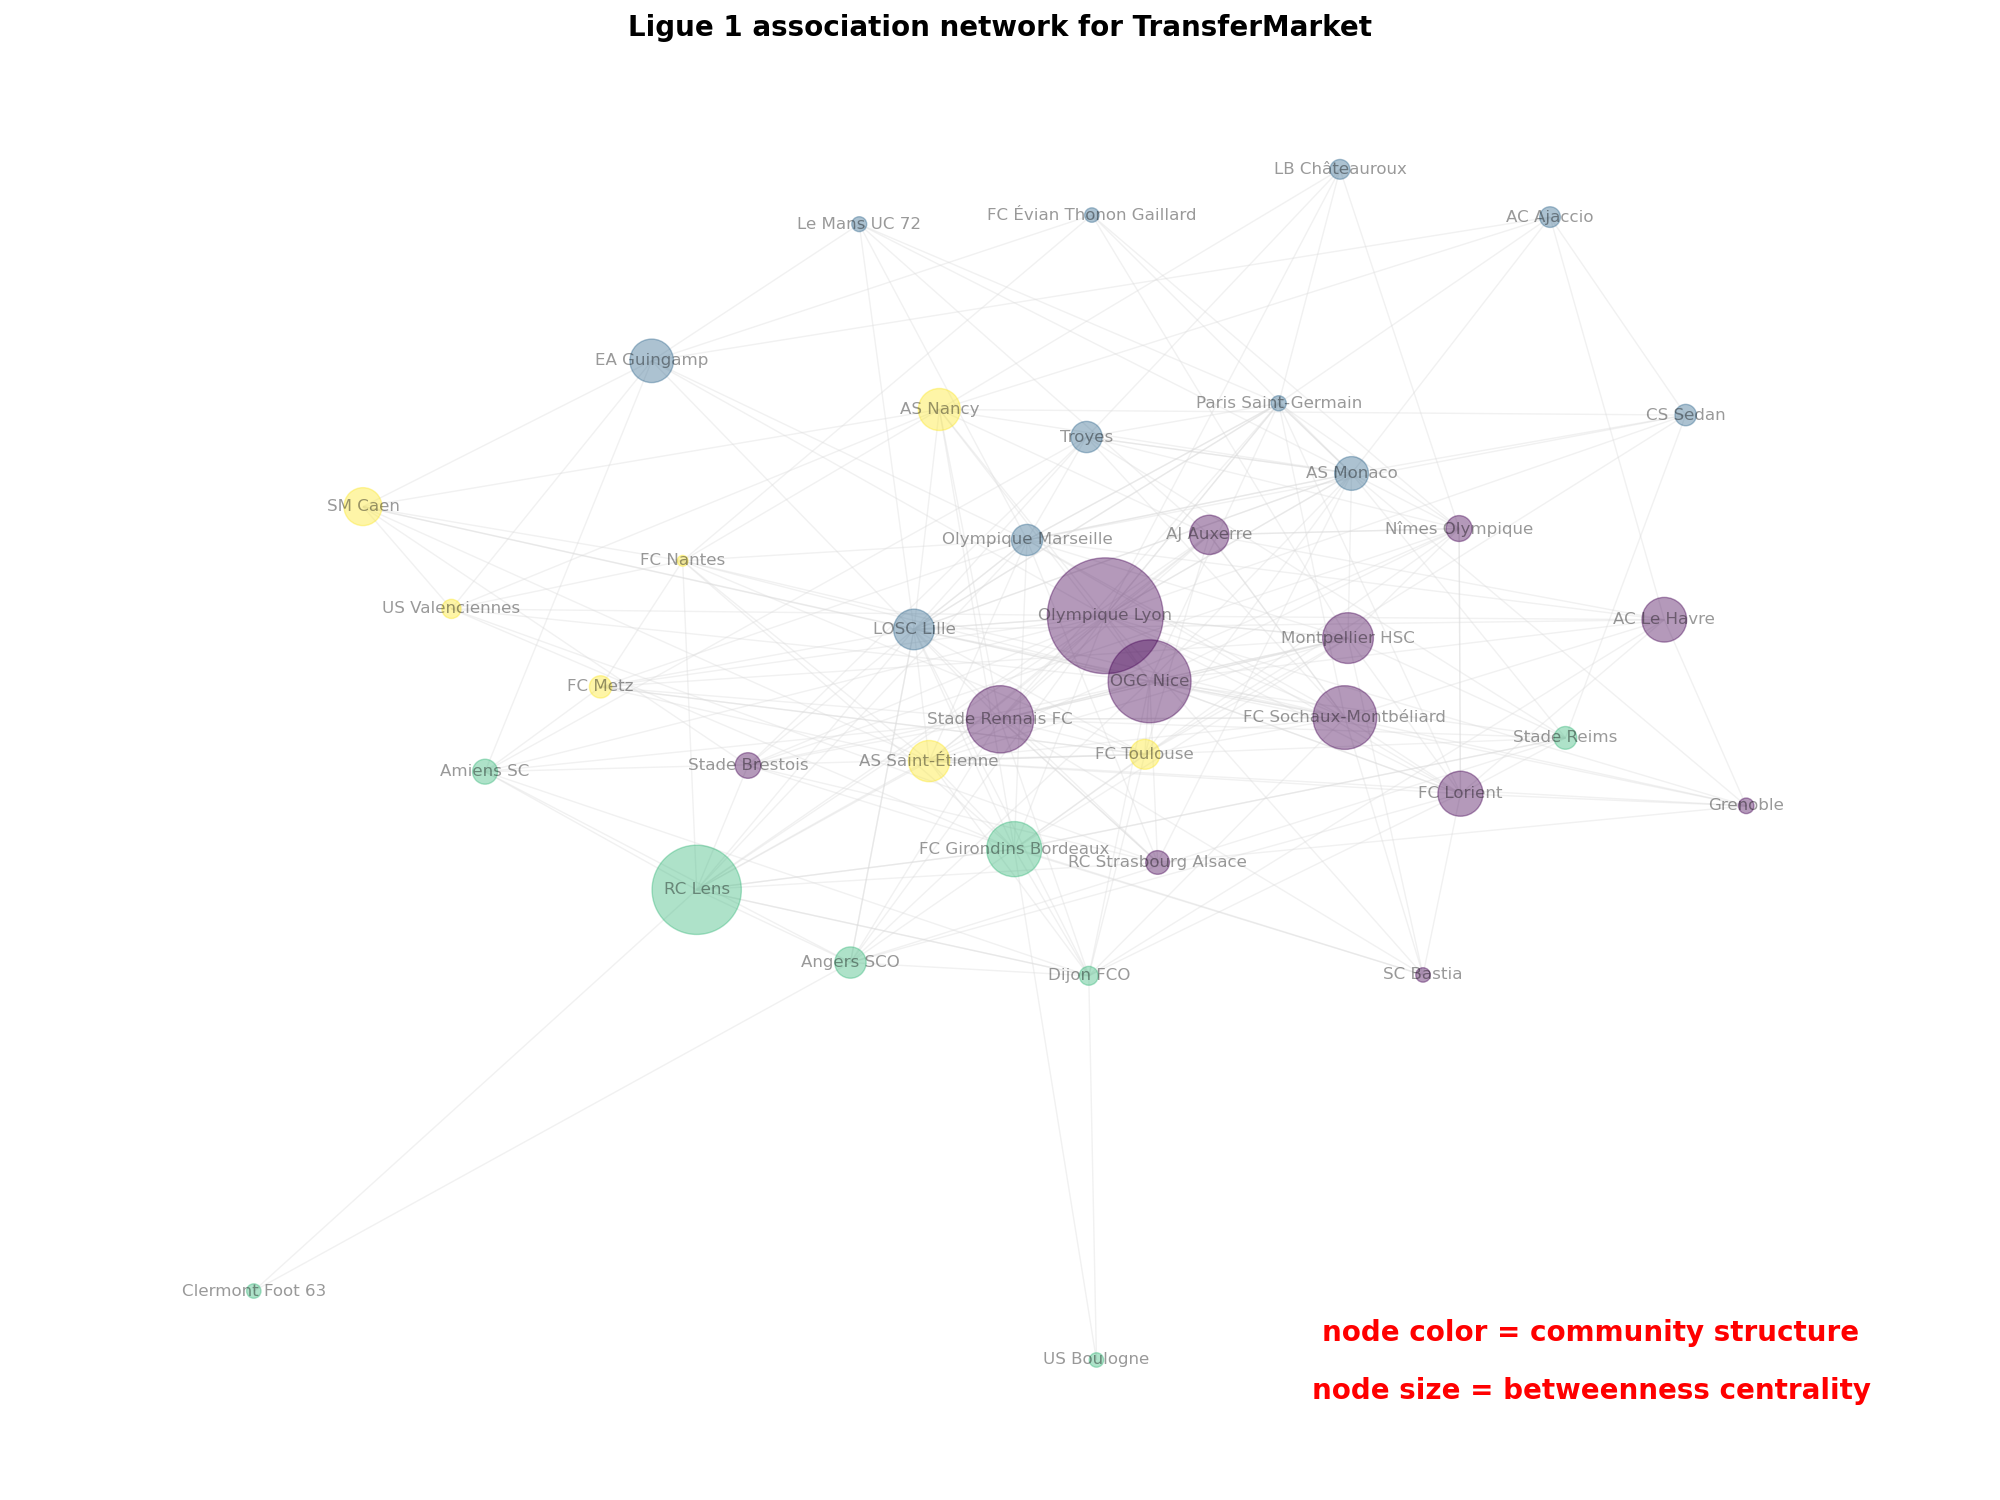 Ligue 1 association network for TransferMarket
LB Châteauroux
FC Évian Thonon Gaillard
AC Ajaccio
Le Mans UC 72
EA Guingamp
Paris Saint-Germain
AS Nancy
CS Sedan
Troyes
AS Monaco
SM Caen
Nîmes Olympique
AJ Auxerre
Olympique Marseille
FC Nantes
US Valenciennes
Olympique Lyon
AC Le Havre
LOSC Lille
Montpellier HSC
OGC Nice
FC Metz
FC Sochaux-Montbéliard
Stade Rennais FC
Stade Reims
FC Toulouse
AS Saint-Étienne
Stade Brestois
Amiens SC
FC Lorient
Grenoble
FC Girondins Bordeaux
RC Strasbourg Alsace
RC Lens
Angers SCO
SC Bastia
Dijon FCO
Clermont Foot 63
node color = community structure
US Boulogne
node size = betweenness centrality